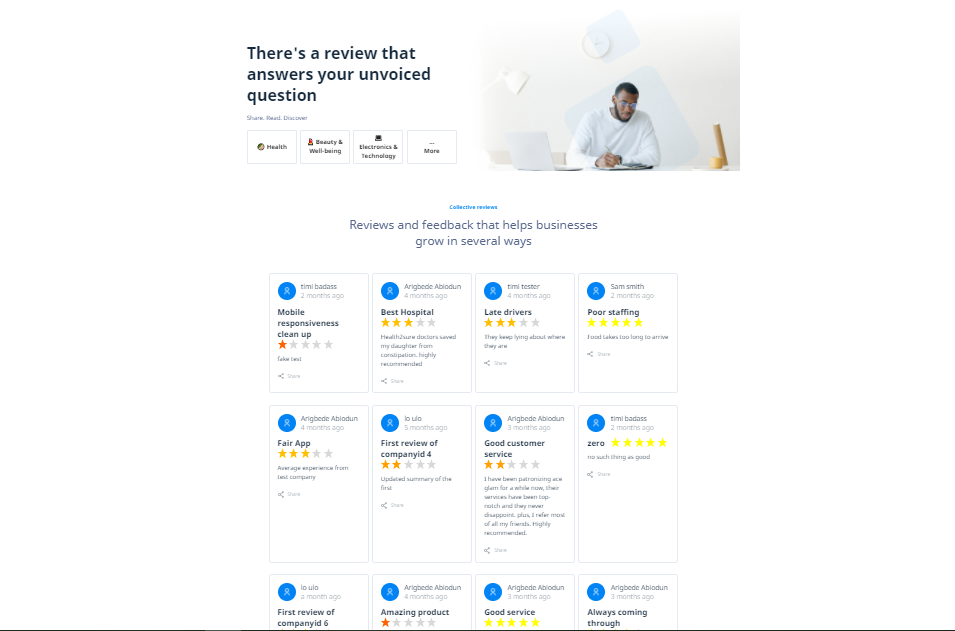 There's a review that
answers your unvoiced
question
Share. Read. Discover
Health
Beauty &
Well-being
Electronics &
Technology
...
More
Collective reviews
Reviews and feedback that helps businesses
grow in several ways
timi badass
2 months ago
Mobile
responsiveness
clean up
fake test
Share
Arigbede Abiodun
4 months ago
Best Hospital
Health2sure doctors saved
my daughter from
constipation. highly
recommended
Share
timi tester
4 months ago
Late drivers
They keep lying about where
they are
Share
Sam smith
2 months ago
Poor staffing
Food takes too long to arrive
Share
Arigbede Abiodun
4 months ago
Fair App
Average experience from
test company
Share
io ulo
5 months ago
First review of
companyid 4
Updated summary of the
first
Share
Arigbede Abiodun
3 months ago
Good customer
service
I have been patronizing ace
glam for a while now, their
services have been top-
notch and they never
disappoint. plus, I refer most
of all my friends. Highly
recommended.
Share
timi badass
2 months ago
zero
no such thing as good
Share
io ulo
a month ago
First review of
companyid 6
Arigbede Abiodun
4 months ago
Amazing product
Arigbede Abiodun
3 months ago
Good service
Arigbede Abiodun
3 months ago
Always coming
through